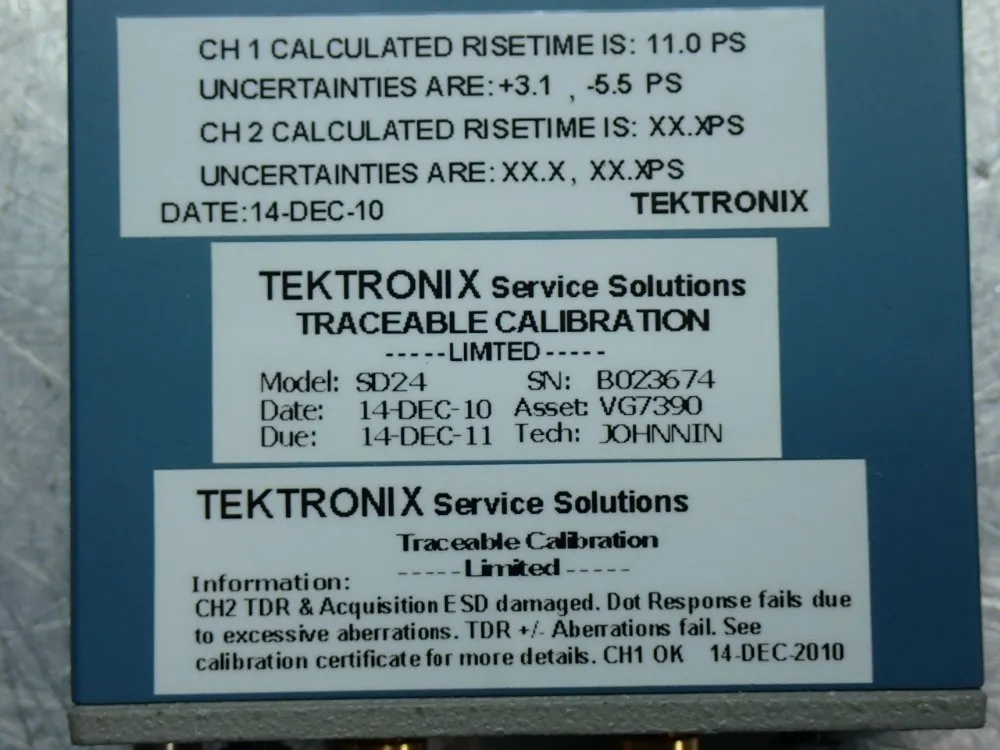 CH 1 CALCULATED RISETIME IS: 11.0 PS
UNCERTAINTIES ARE: +3.1 , -5.5 PS
CH 2 CALCULATED RISETIME IS: XX.XPS
UNCERTAINTIES ARE: XX.X, XX.XPS
DATE:14-DEC-10 TEKTRONIX
TEKTRONIX Service Solutions
TRACEABLE CALIBRATION
-----LIMITED-----
Model: SD24 SN: B023674
Date: 14-DEC-10 Asset: VG7390
Due: 14-DEC-11 Tech: JOHNNIN
TEKTRONIX Service Solutions
Traceable Calibration
-----Limited-----
Information:
CH2 TDR & Acquisition ESD damaged. Dot Response fails due
to excessive aberrations. TDR +/- Aberrations fail. See
calibration certificate for more details. CH1 OK 14-DEC-2010